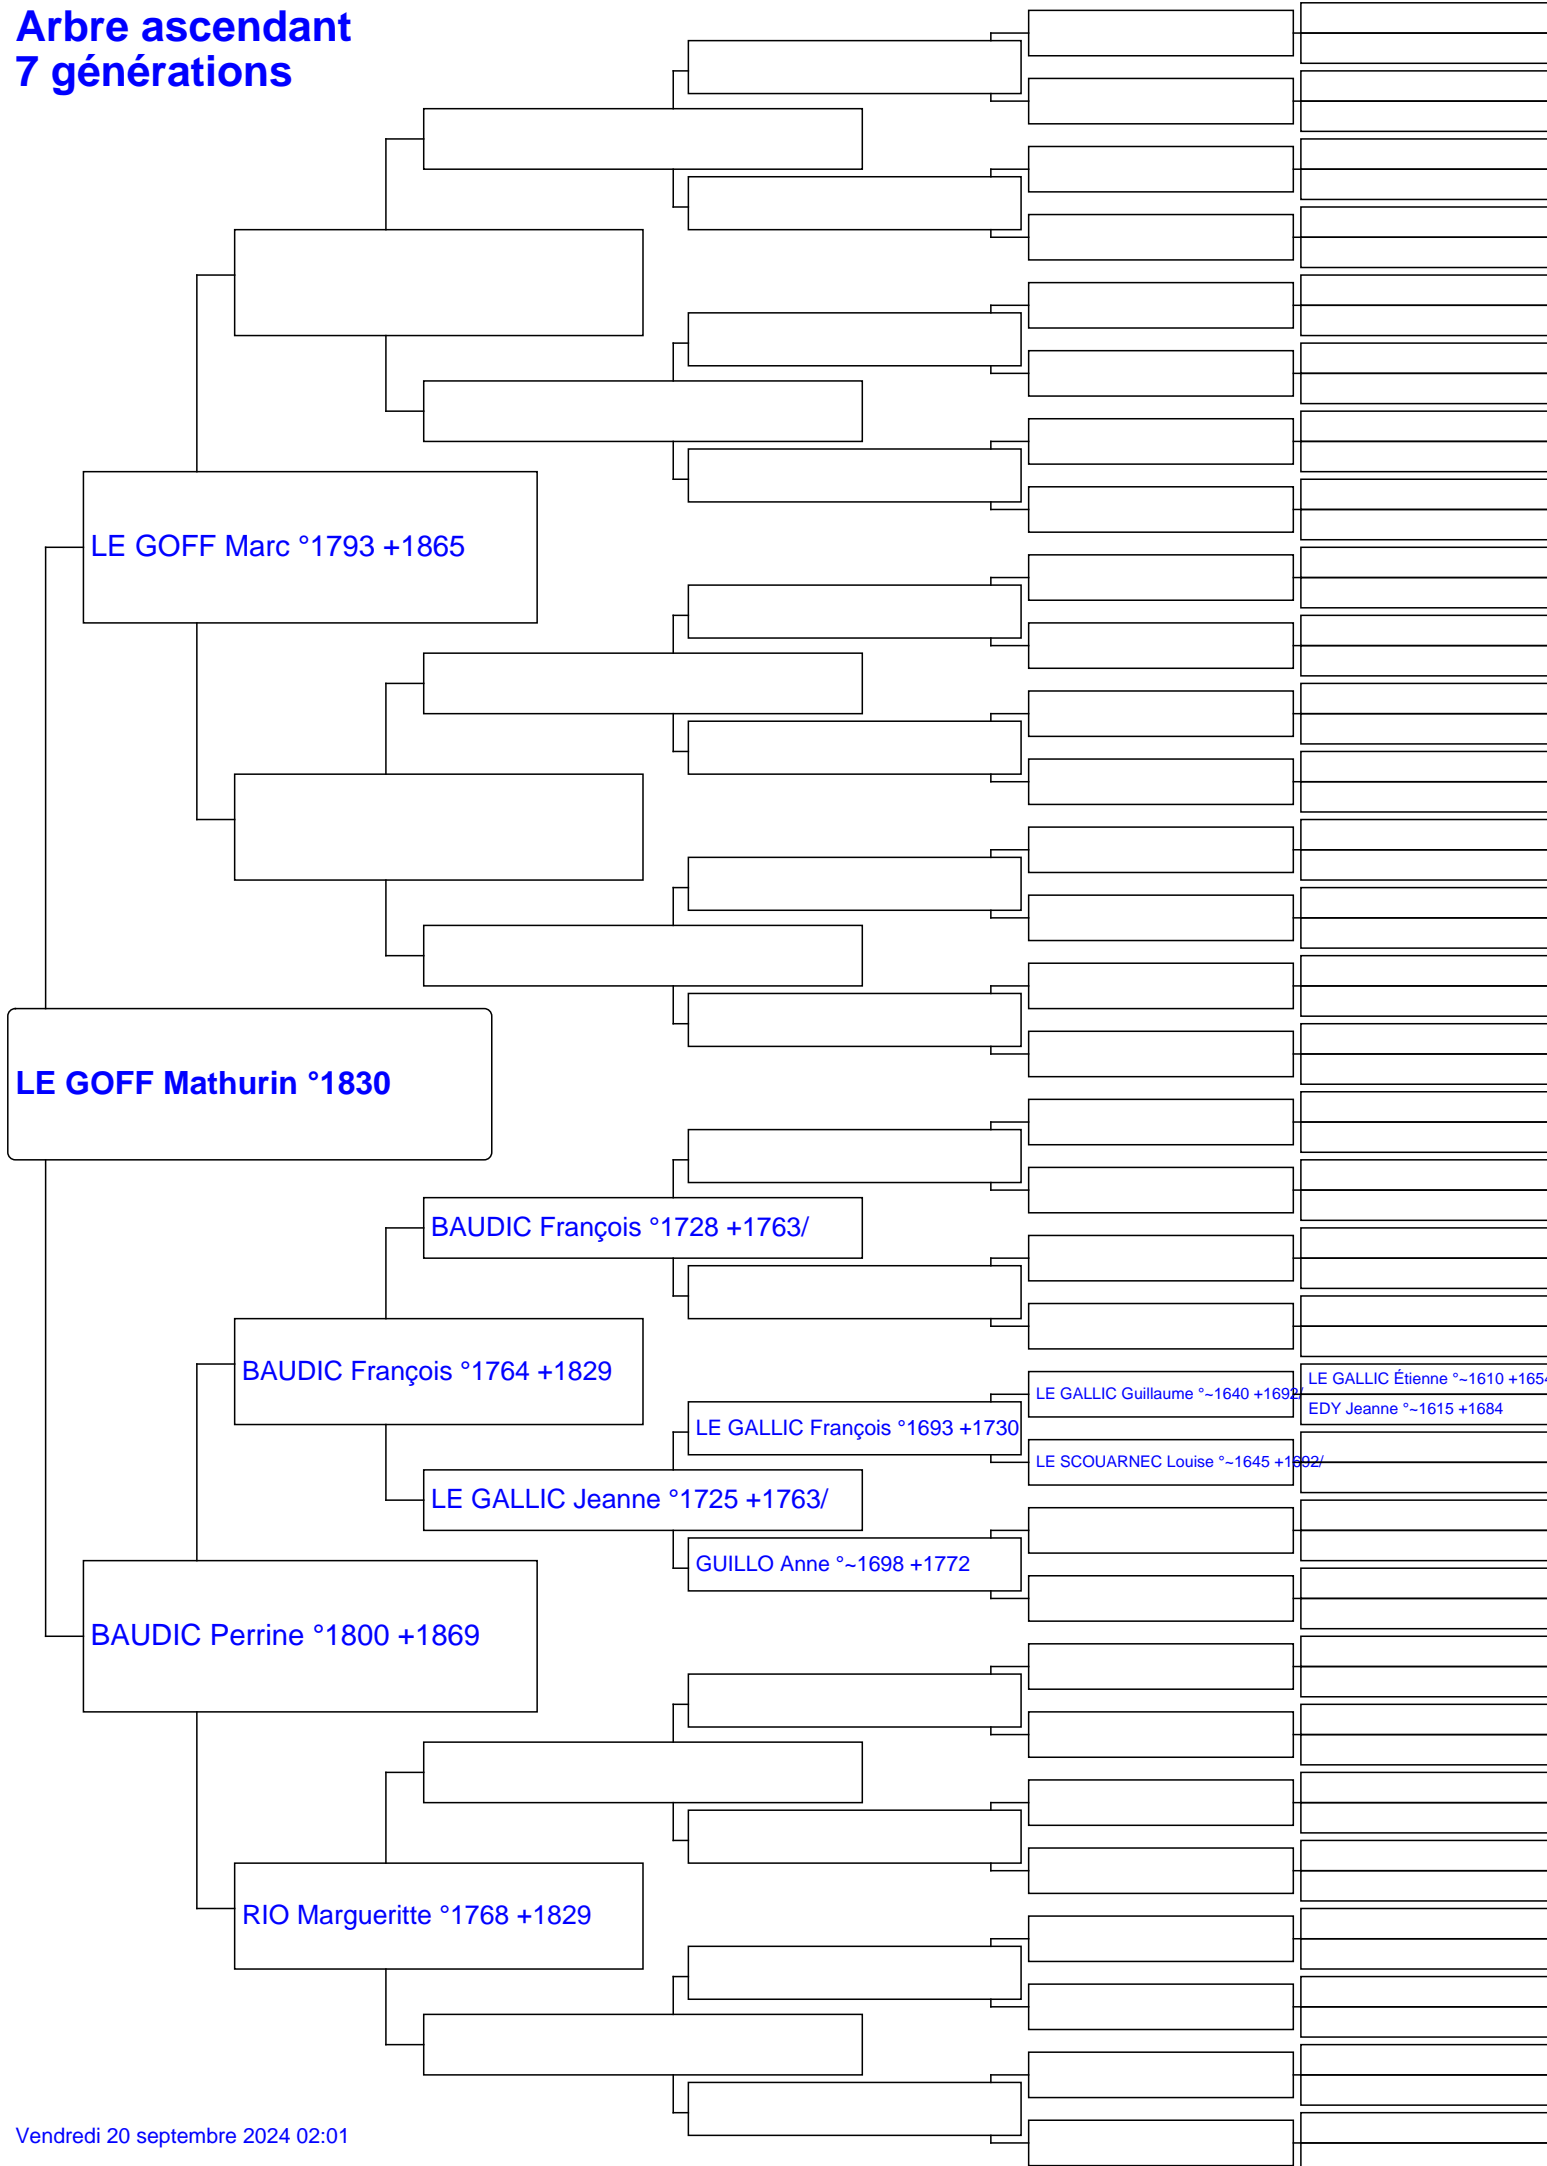 Arbre ascendant
7 générations
LE GOFF Marc °1793 +1865
LE GOFF Mathurin °1830
BAUDIC François °1728 +1763/
BAUDIC François °1764 +1829
LE GALLIC Étienne °~1610 +1654
LE GALLIC Guillaume °~1640 +1692/
EDY Jeanne °~1615 +1684
LE GALLIC François °1693 +1730
LE SCOUARNEC Louise °~1645 +1692/
LE GALLIC Jeanne °1725 +1763/
GUILLO Anne °~1698 +1772
BAUDIC Perrine °1800 +1869
RIO Margueritte °1768 +1829
Vendredi 20 septembre 2024 02:01